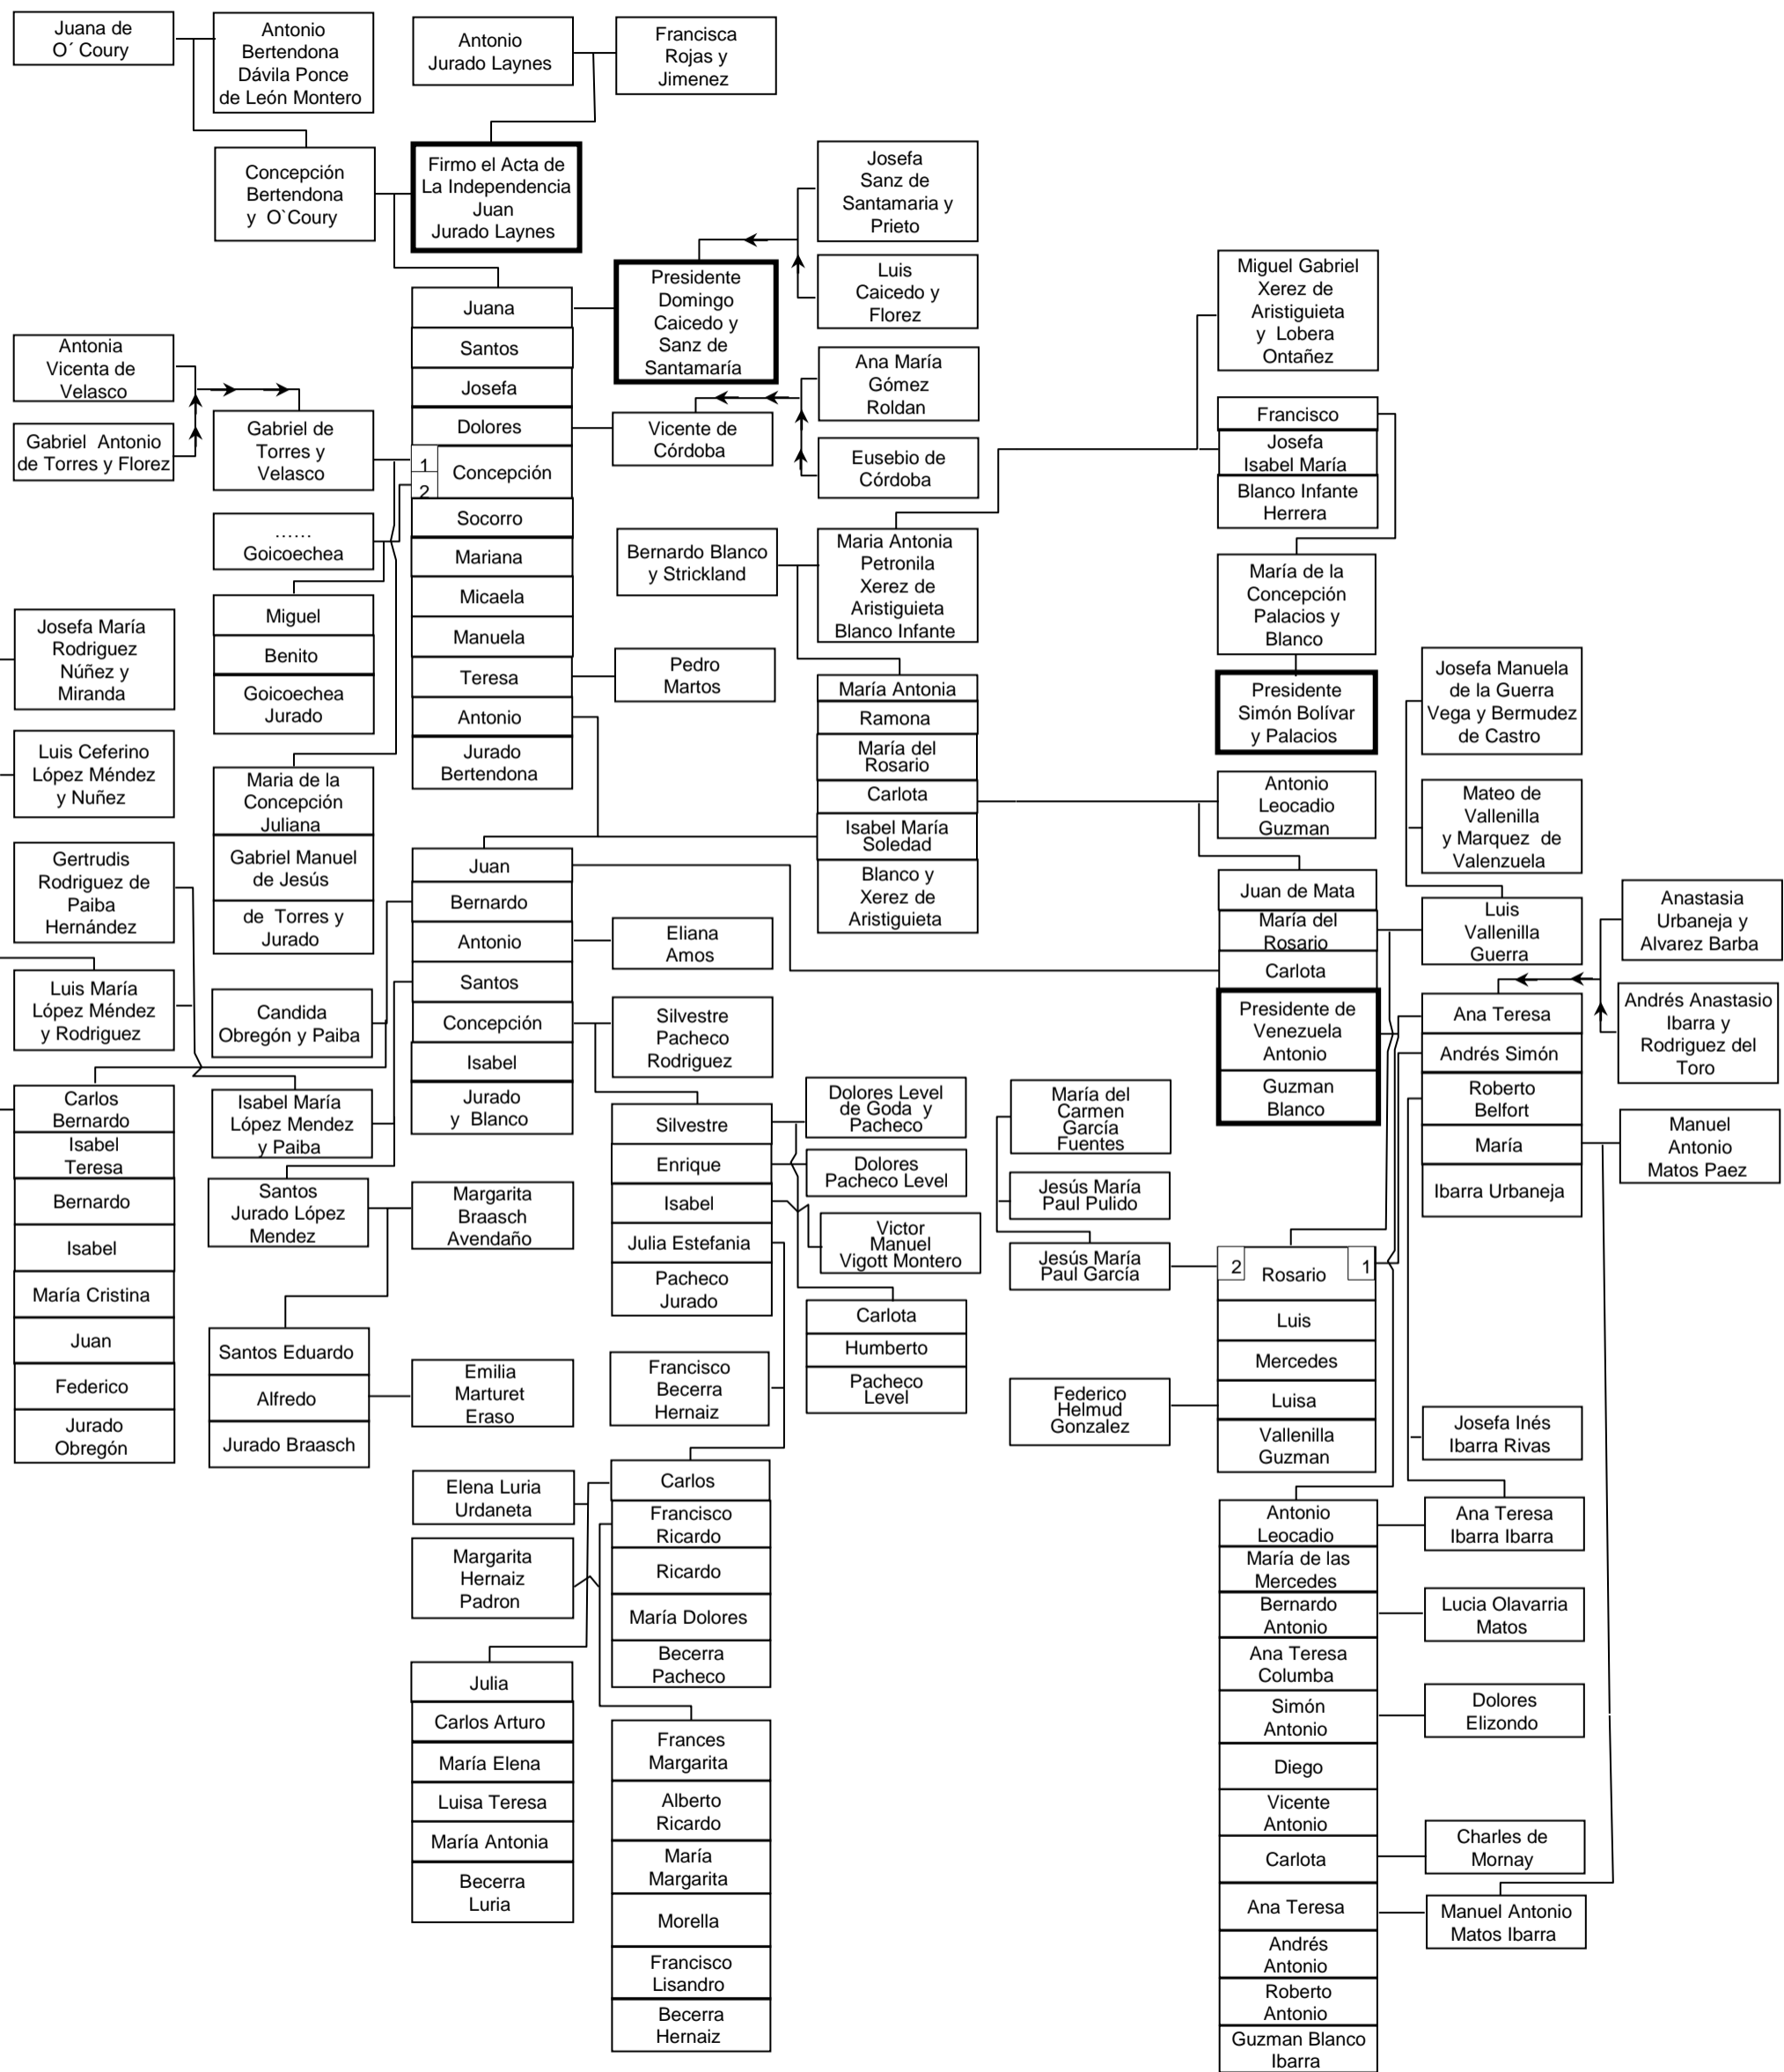 Juana de
O´ Coury
Antonio
Bertendona
Dávila Ponce
de León Montero
Antonio
Jurado Laynes
Francisca
Rojas y
Jimenez
Concepción
Bertendona
y O`Coury
Firmo el Acta de
La Independencia
Juan
Jurado Laynes
Josefa
Sanz de
Santamaria y
Prieto
Luis
Caicedo y
Florez
Presidente
Domingo
Caicedo y
Sanz de
Santamaría
Miguel Gabriel
Xerez de
Aristiguieta
y Lobera
Ontañez
Juana
Santos
Josefa
Dolores
1
2
Concepción
Socorro
Mariana
Micaela
Manuela
Teresa
Antonio
Jurado
Bertendona
Antonia
Vicenta de
Velasco
Gabriel Antonio
de Torres y Florez
Gabriel de
Torres y
Velasco
Vicente de
Córdoba
Ana María
Gómez
Roldan
Eusebio de
Córdoba
Francisco
Josefa
Isabel María
Blanco Infante
Herrera
……
Goicoechea
Miguel
Benito
Goicoechea
Jurado
Bernardo Blanco
y Strickland
Maria Antonia
Petronila
Xerez de
Aristiguieta
Blanco Infante
María de la
Concepción
Palacios y
Blanco
Presidente
Simón Bolívar
y Palacios
Josefa María
Rodriguez
Núñez y
Miranda
Luis Ceferino
López Méndez
y Nuñez
Pedro
Martos
María Antonia
Ramona
María del
Rosario
Carlota
Isabel María
Soledad
Blanco y
Xerez de
Aristiguieta
Antonio
Leocadio
Guzman
Josefa Manuela
de la Guerra
Vega y Bermudez
de Castro
Mateo de
Vallenilla
y Marquez de
Valenzuela
Maria de la
Concepción
Juliana
Gabriel Manuel
de Jesús
de Torres y
Jurado
Gertrudis
Rodriguez de
Paiba
Hernández
Luis María
López Méndez
y Rodriguez
Juan
Bernardo
Antonio
Santos
Concepción
Isabel
Jurado
y Blanco
Eliana
Amos
Silvestre
Pacheco
Rodriguez
Juan de Mata
María del
Rosario
Carlota
Presidente de
Venezuela
Antonio
Guzman
Blanco
Luis
Vallenilla
Guerra
Anastasia
Urbaneja y
Alvarez Barba
Andrés Anastasio
Ibarra y
Rodriguez del
Toro
Ana Teresa
Andrés Simón
Roberto
Belfort
María
Ibarra Urbaneja
Manuel
Antonio
Matos Paez
Candida
Obregón y Paiba
Isabel María
López Mendez
y Paiba
Carlos
Bernardo
Isabel
Teresa
Bernardo
Isabel
María Cristina
Juan
Federico
Jurado
Obregón
Santos
Jurado López
Mendez
Margarita
Braasch
Avendaño
Silvestre
Enrique
Isabel
Julia Estefania
Pacheco
Jurado
Dolores Level
de Goda y
Pacheco
Dolores
Pacheco Level
Victor
Manuel
Vigott Montero
María del
Carmen
García
Fuentes
Jesús María
Paul Pulido
Jesús María
Paul García
2
Rosario
1
Luis
Mercedes
Luisa
Vallenilla
Guzman
Carlota
Humberto
Pacheco
Level
Santos Eduardo
Alfredo
Jurado Braasch
Emilia
Marturet
Eraso
Francisco
Becerra
Hernaiz
Federico
Helmud
Gonzalez
Josefa Inés
Ibarra Rivas
Elena Luria
Urdaneta
Margarita
Hernaiz
Padron
Carlos
Francisco
Ricardo
Ricardo
María Dolores
Becerra
Pacheco
Julia
Carlos Arturo
María Elena
Luisa Teresa
María Antonia
Becerra
Luria
Frances
Margarita
Alberto
Ricardo
María
Margarita
Morella
Francisco
Lisandro
Becerra
Hernaiz
Antonio
Leocadio
María de las
Mercedes
Bernardo
Antonio
Ana Teresa
Columba
Simón
Antonio
Diego
Vicente
Antonio
Carlota
Ana Teresa
Andrés
Antonio
Roberto
Antonio
Guzman Blanco
Ibarra
Ana Teresa
Ibarra Ibarra
Lucia Olavarria
Matos
Dolores
Elizondo
Charles de
Mornay
Manuel Antonio
Matos Ibarra